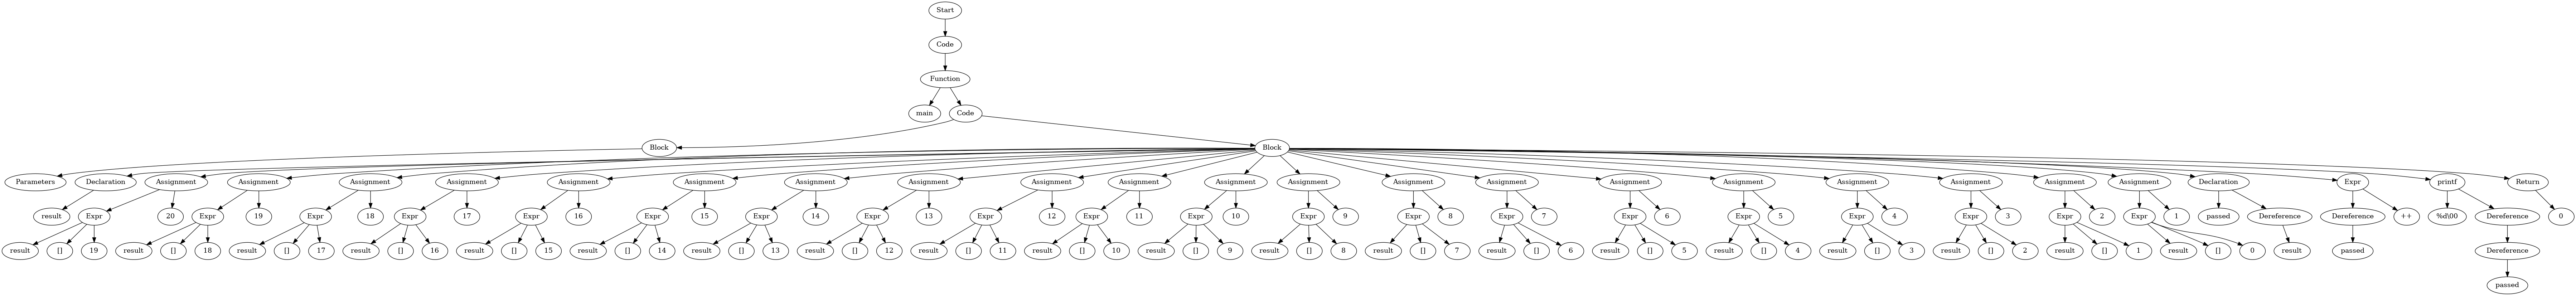 Start
Code
Function
main Code
Block Block
Parameters Declaration Assignment Assignment Assignment Assignment Assignment Assignment Assignment Assignment Assignment Assignment Assignment Assignment Assignment Assignment Assignment Assignment Assignment Assignment Assignment Assignment Declaration Expr printf Return
result Expr 20 Expr 19 Expr 18 Expr 17 Expr 16 Expr 15 Expr 14 Expr 13 Expr 12 Expr 11 Expr 10 Expr 9 Expr 8 Expr 7 Expr 6 Expr 5 Expr 4 Expr 3 Expr 2 Expr 1 passed Dereference Dereference ++ %d\00 Dereference 0
result [] 19 result [] 18 result [] 17 result [] 16 result [] 15 result [] 14 result [] 13 result [] 12 result [] 11 result [] 10 result [] 9 result [] 8 result [] 7 result [] 6 result [] 5 result [] 4 result [] 3 result [] 2 result [] 1 result [] 0 result passed Dereference
passed